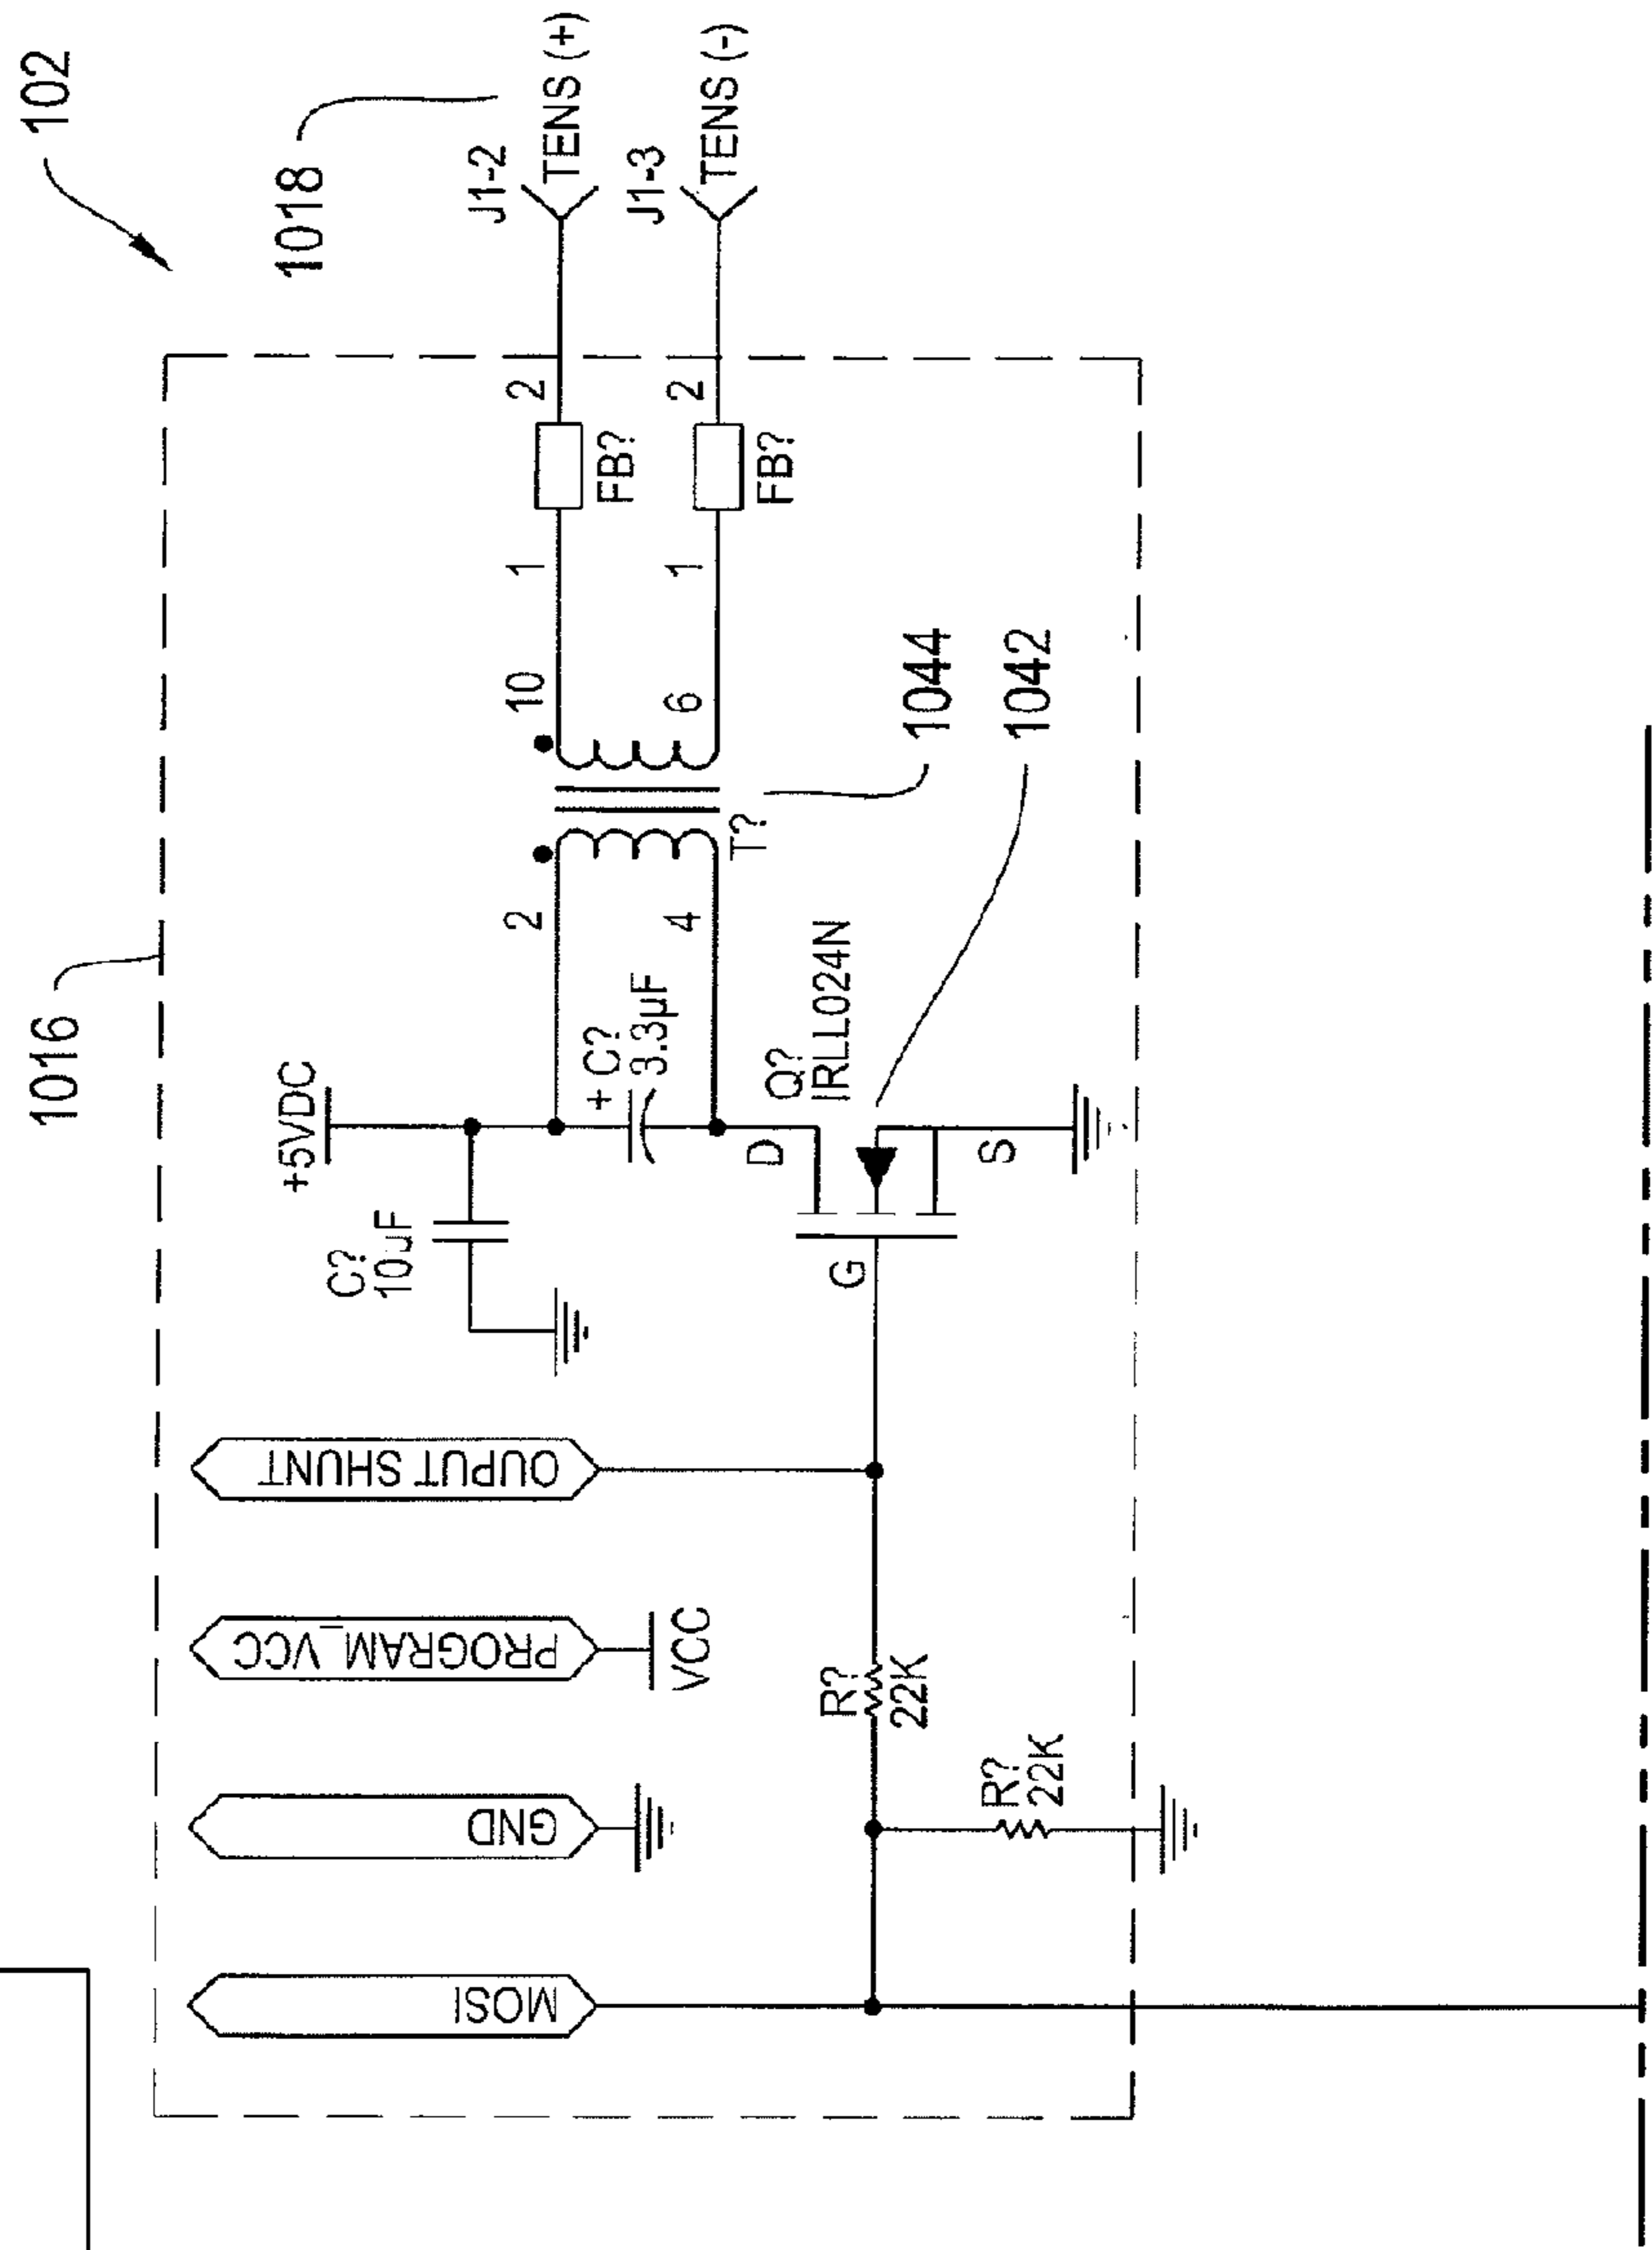 102
1018
J1-2
TENS (+)
J1-3
TENS (-)
1016
2
FB?
1
2
FB?
1
10
6
1044
1042
T?
2
4
+5VDC
C?
10µF
+ C?
3.3µF
Q?
IRLL024N
D
G
S
OUPUT SHUNT
PROGRAM_VCC
VCC
GND
MOSI
R?
22K
R?
22K